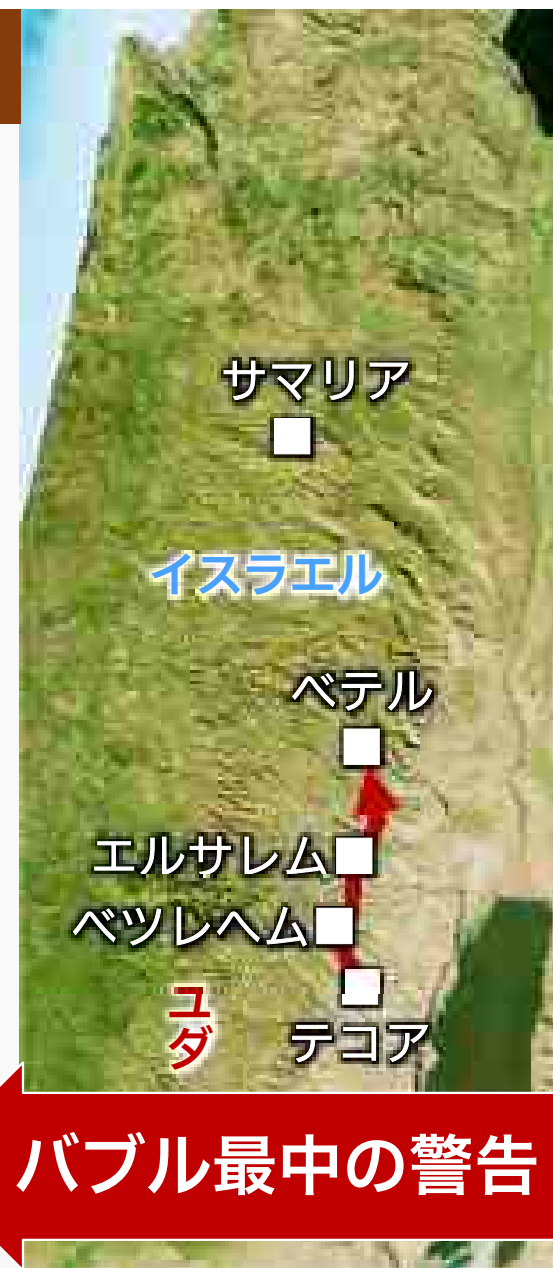 サマリア
イスラエル
ベテル
エルサレム
ベツレヘム
ユダ
テコア
バブル最中の警告